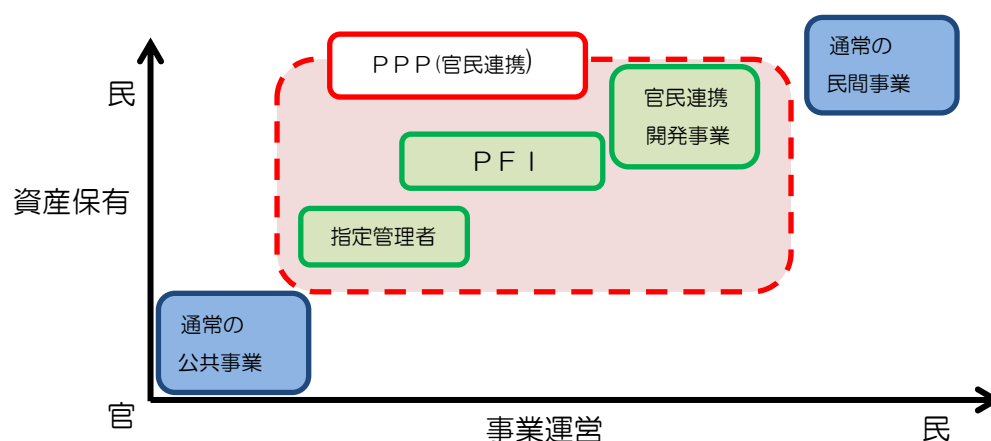 通常の
民間事業
ＰＰＰ(官民連携)
民
官民連携
開発事業
ＰＦＩ
資産保有
指定管理者
通常の
公共事業
官
事業運営
民